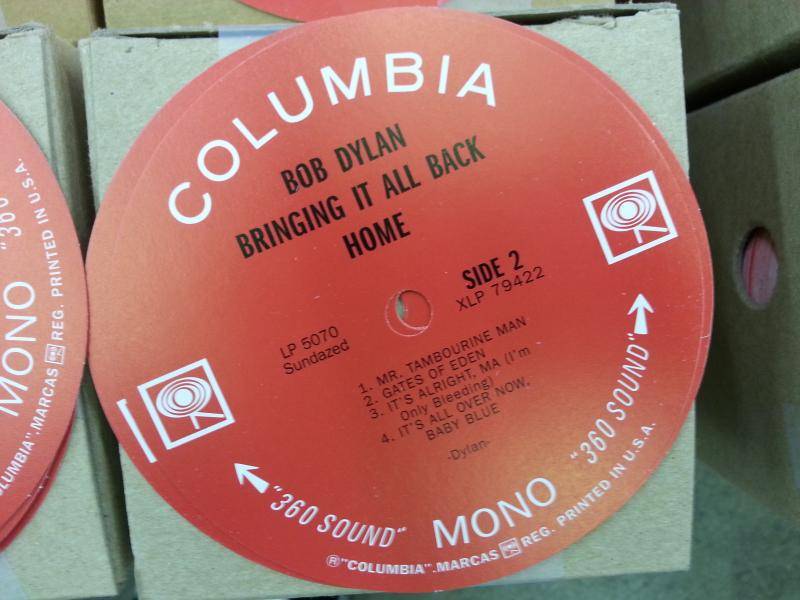 COLUMBIA
BOB DYLAN
BRINGING IT ALL BACK
HOME
SIDE 2
XLP 79422
LP 5070
Sundazed
1. MR. TAMBOURINE MAN
2. GATES OF EDEN
3. IT'S ALRIGHT, MA (I'm
Only Bleeding)
4. IT'S ALL OVER NOW,
BABY BLUE
-Dylan-
"360 SOUND"
MONO
"360 SOUND"
®"COLUMBIA".MARCAS REG. PRINTED IN U.S.A.
MONO
"360
COLUMBIA".MARCAS REG. PRINTED IN U.S.A.